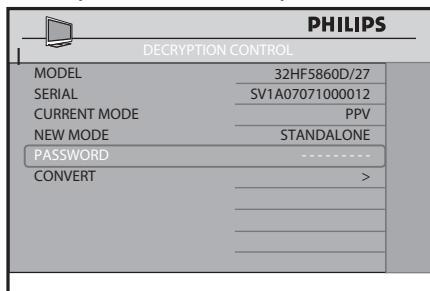 PHILIPS
DECRYPTION CONTROL
MODEL 32HF5860D/27
SERIAL SV1A07071000012
CURRENT MODE PPV
NEW MODE STANDALONE
PASSWORD - - - - - - - - -
CONVERT >